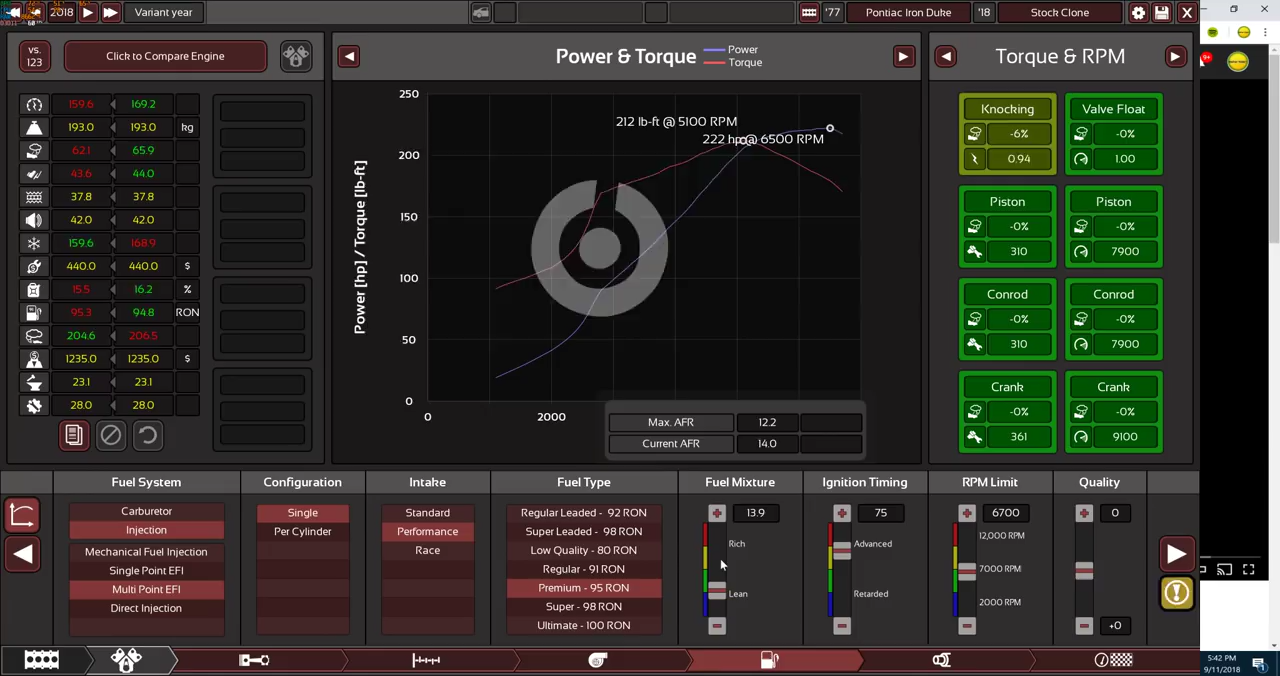 2018
Variant year
'77
Pontiac Iron Duke
'18
Stock Clone
vs.
123
Click to Compare Engine
159.6 169.2
193.0 193.0 kg
62.1 65.9
43.6 44.0
37.8 37.8
42.0 42.0
159.6 168.9
440.0 440.0 $
15.5 16.2 %
95.3 94.8 RON
204.6 206.5
1235.0 1235.0 $
23.1 23.1
28.0 28.0
Power & Torque
Power
Torque
Power [hp] / Torque [lb-ft]
250
200
150
100
50
0
0 2000
212 lb-ft @ 5100 RPM
222 hp @ 6500 RPM
Max. AFR 12.2
Current AFR 14.0
Torque & RPM
Knocking Valve Float
-6% -0%
0.94 1.00
Piston Piston
-0% -0%
310 7900
Conrod Conrod
-0% -0%
310 7900
Crank Crank
-0% -0%
361 9100
Fuel System
Carburetor
Injection
Mechanical Fuel Injection
Single Point EFI
Multi Point EFI
Direct Injection
Configuration
Single
Per Cylinder
Intake
Standard
Performance
Race
Fuel Type
Regular Leaded - 92 RON
Super Leaded - 98 RON
Low Quality - 80 RON
Regular - 91 RON
Premium - 95 RON
Super - 98 RON
Ultimate - 100 RON
Fuel Mixture
13.9
Rich
Lean
Ignition Timing
75
Advanced
Retarded
RPM Limit
6700
12,000 RPM
7000 RPM
2000 RPM
Quality
0
+0
9+
5:42 PM
9/11/2018